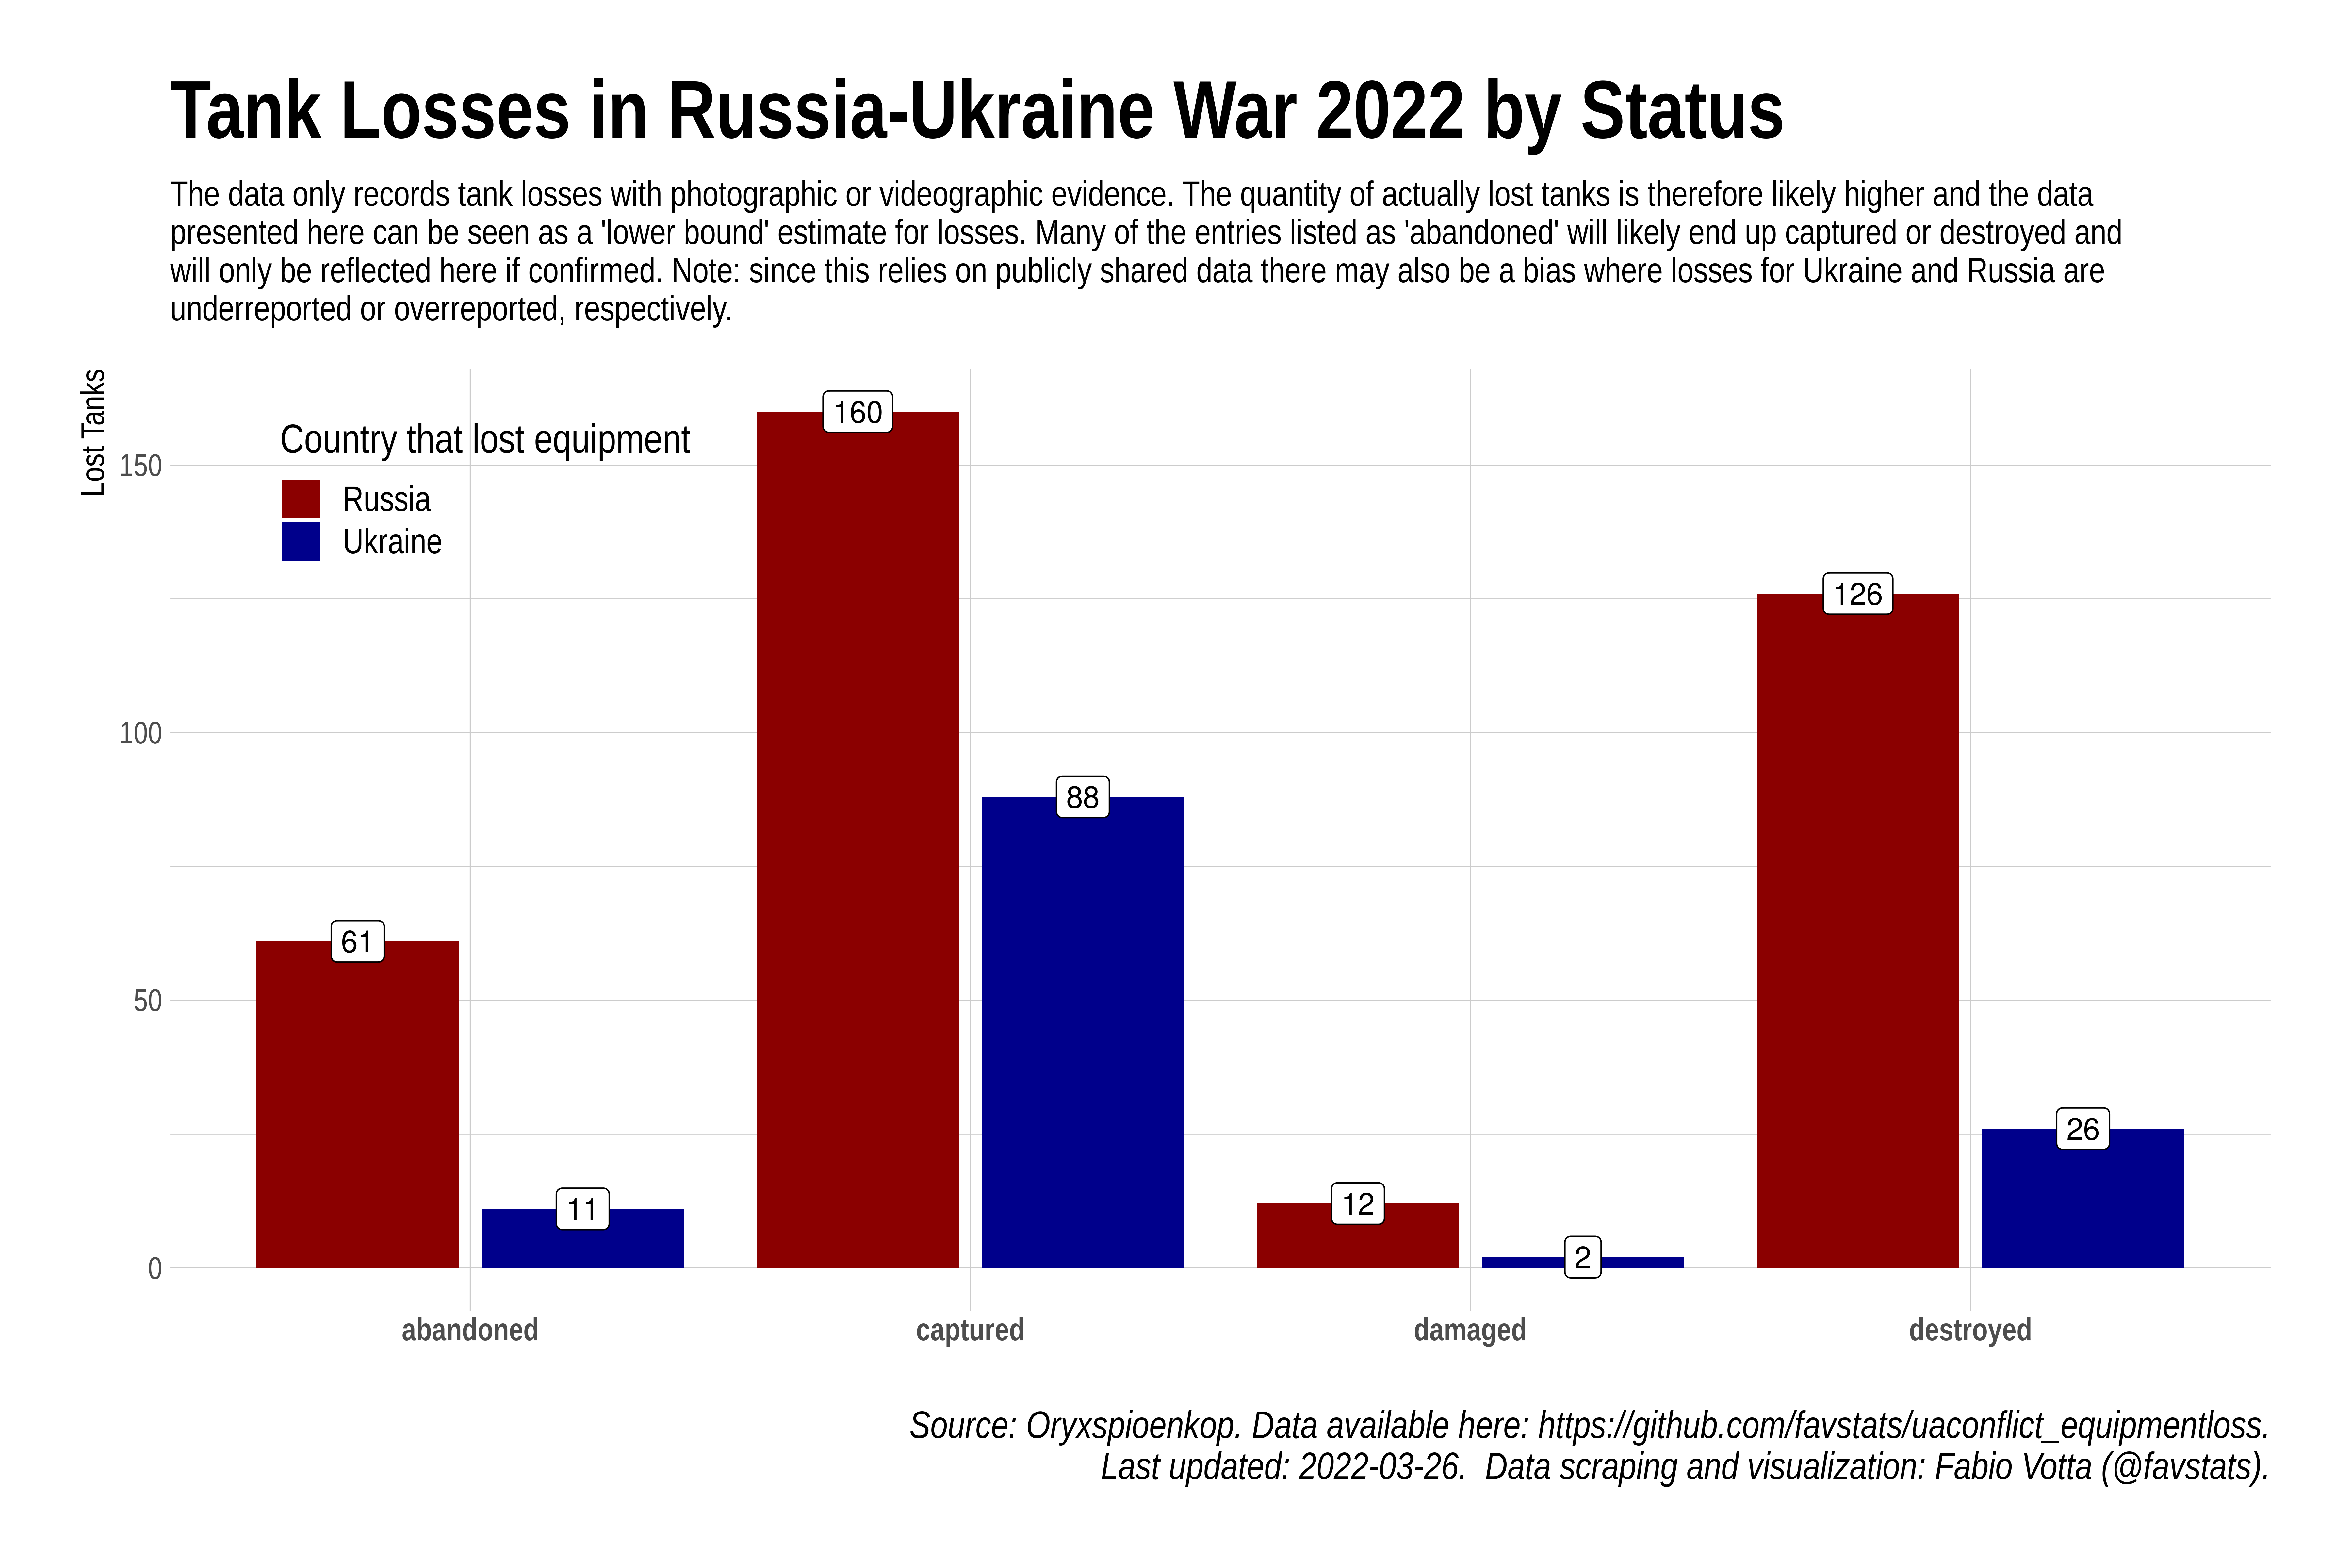 Tank Losses in Russia-Ukraine War 2022 by Status
The data only records tank losses with photographic or videographic evidence. The quantity of actually lost tanks is therefore likely higher and the data
presented here can be seen as a 'lower bound' estimate for losses. Many of the entries listed as 'abandoned' will likely end up captured or destroyed and
will only be reflected here if confirmed. Note: since this relies on publicly shared data there may also be a bias where losses for Ukraine and Russia are
underreported or overreported, respectively.
Lost Tanks
Country that lost equipment
Russia
Ukraine
150
100
50
0
61
11
160
88
12
2
126
26
abandoned
captured
damaged
destroyed
Source: Oryxspioenkop. Data available here: https://github.com/favstats/uaconflict_equipmentloss.
Last updated: 2022-03-26.  Data scraping and visualization: Fabio Votta (@favstats).